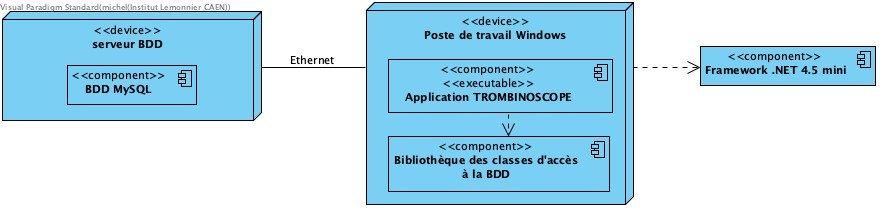 Visual Paradigm Standard(michel(Institut Lemonnier CAEN))
<<device>>
serveur BDD
<<component>>
BDD MySQL
Ethernet
<<device>>
Poste de travail Windows
<<component>>
<<executable>>
Application TROMBINOSCOPE
<<component>>
Bibliothèque des classes d'accès
à la BDD
<<component>>
Framework .NET 4.5 mini